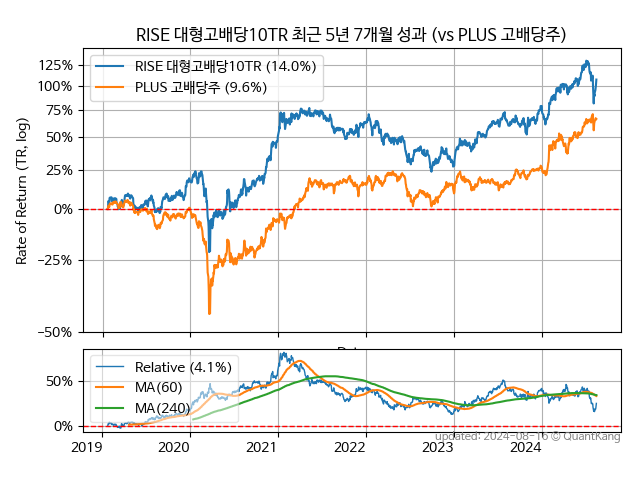 RISE 대형고배당10TR 최근 5년 7개월 성과 (vs PLUS 고배당주)
Rate of Return (TR, log)
125%
100%
75%
50%
25%
0%
−25%
−50%
RISE 대형고배당10TR (14.0%)
PLUS 고배당주 (9.6%)
50%
0%
Relative (4.1%)
MA(60)
MA(240)
2019 2020 2021 2022 2023 2024
updated: 2024-08-16 © QuantKang